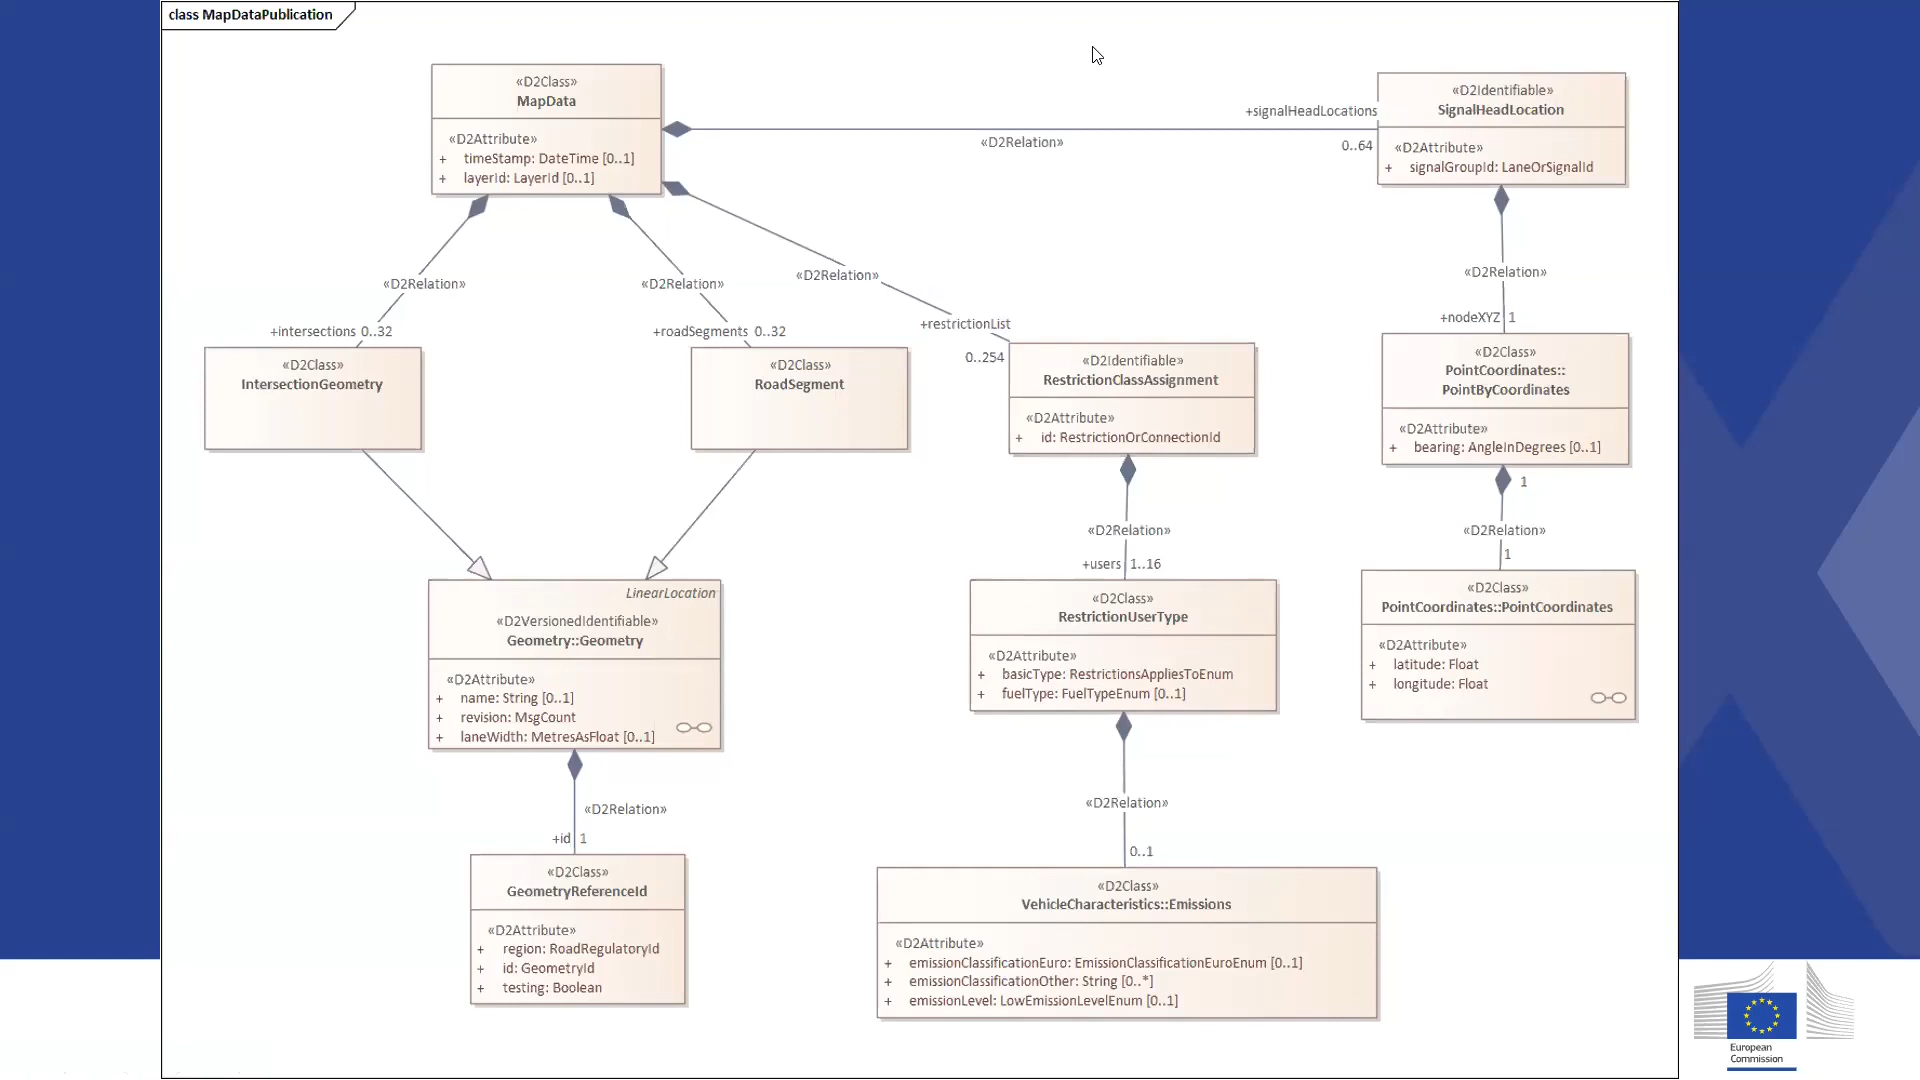 class MapDataPublication
«D2Class»
MapData
«D2Attribute»
+ timeStamp: DateTime [0..1]
+ layerId: LayerId [0..1]
+signalHeadLocations
«D2Relation»
0..64
«D2Identifiable»
SignalHeadLocation
«D2Attribute»
+ signalGroupId: LaneOrSignalId
«D2Relation»
+intersections 0..32
«D2Relation»
+roadSegments 0..32
«D2Relation»
+restrictionList
0..254
«D2Relation»
+nodeXYZ 1
«D2Class»
IntersectionGeometry
«D2Class»
RoadSegment
«D2Identifiable»
RestrictionClassAssignment
«D2Attribute»
+ id: RestrictionOrConnectionId
«D2Class»
PointCoordinates::
PointByCoordinates
«D2Attribute»
+ bearing: AngleInDegrees [0..1]
«D2Relation»
+users 1..16
1
«D2Relation»
1
LinearLocation
«D2VersionedIdentifiable»
Geometry::Geometry
«D2Attribute»
+ name: String [0..1]
+ revision: MsgCount
+ laneWidth: MetresAsFloat [0..1]
«D2Class»
RestrictionUserType
«D2Attribute»
+ basicType: RestrictionsAppliesToEnum
+ fuelType: FuelTypeEnum [0..1]
«D2Class»
PointCoordinates::PointCoordinates
«D2Attribute»
+ latitude: Float
+ longitude: Float
«D2Relation»
+id 1
«D2Relation»
0..1
«D2Class»
GeometryReferenceId
«D2Attribute»
+ region: RoadRegulatoryId
+ id: GeometryId
+ testing: Boolean
«D2Class»
VehicleCharacteristics::Emissions
«D2Attribute»
+ emissionClassificationEuro: EmissionClassificationEuroEnum [0..1]
+ emissionClassificationOther: String [0..*]
+ emissionLevel: LowEmissionLevelEnum [0..1]
European
Commission